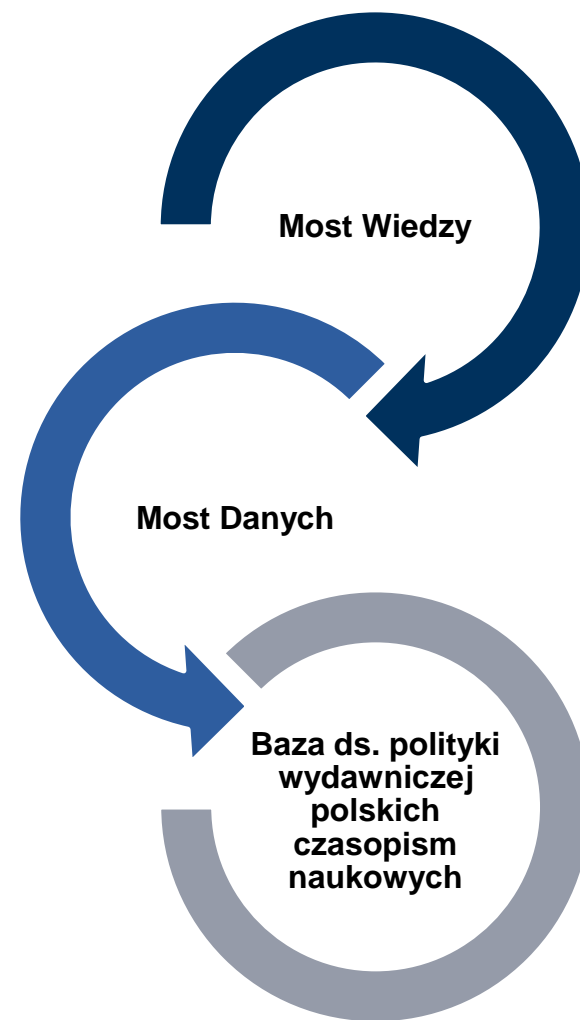 Most Wiedzy
Most Danych
Baza ds. polityki
wydawniczej
polskich
czasopism
naukowych